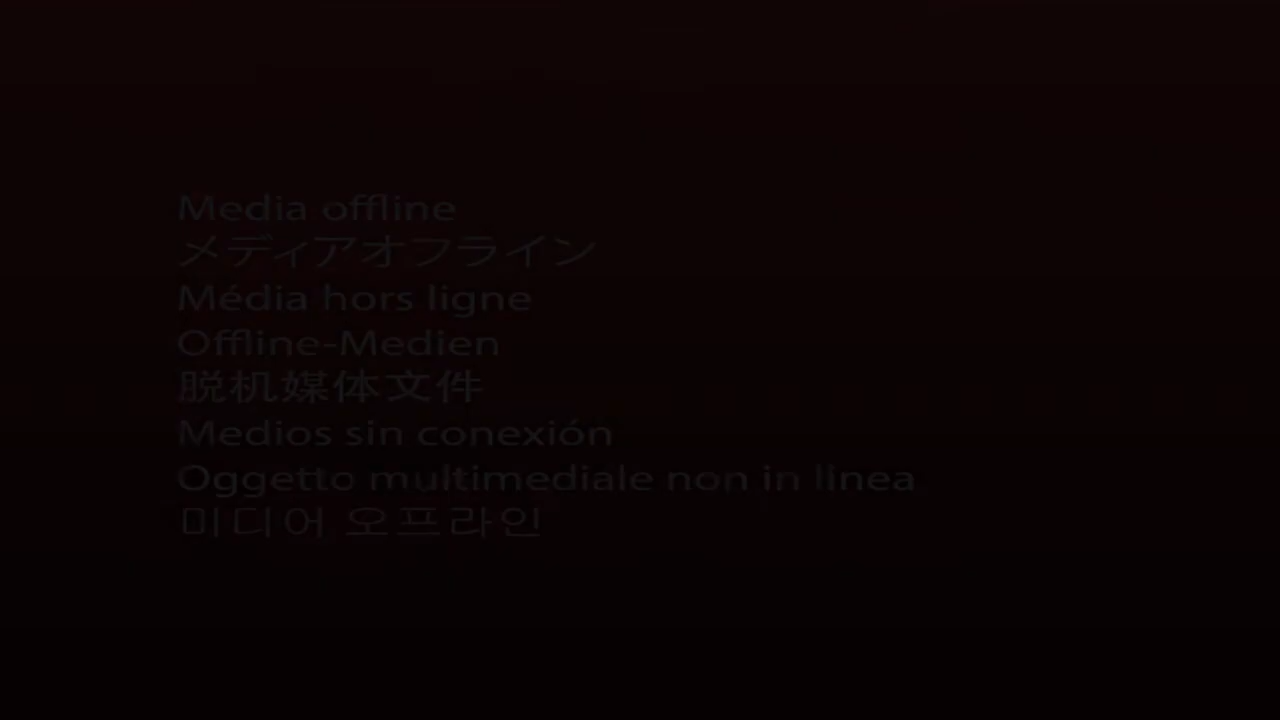 Media offline
メディアオフライン
Média hors ligne
Offline-Medien
脱机媒体文件
Medios sin conexión
Oggetto multimediale non in linea
미디어 오프라인